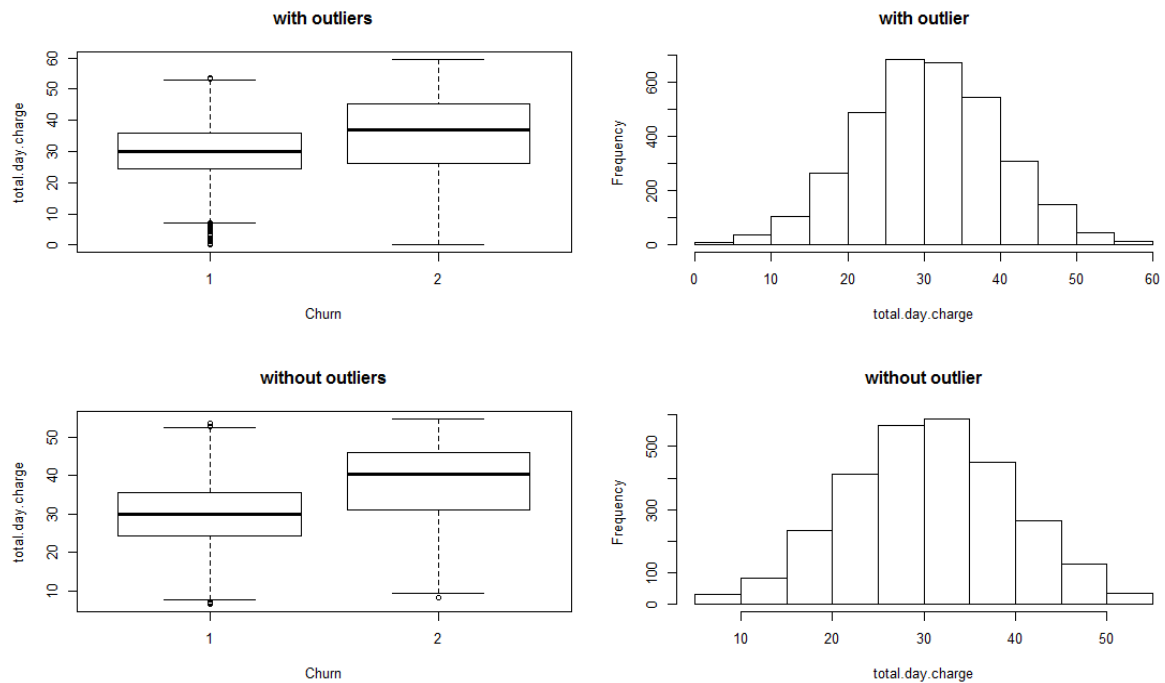 with outliers
total.day.charge
0 10 20 30 40 50 60
1 2
Churn
with outlier
Frequency
0 200 400 600
0 10 20 30 40 50 60
total.day.charge
without outliers
total.day.charge
10 20 30 40 50
1 2
Churn
without outlier
Frequency
0 100 300 500
10 20 30 40 50
total.day.charge